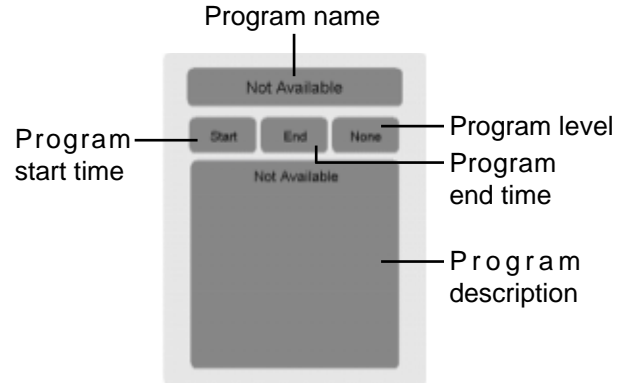 Program name
Not Available
Start End None
Program level
Program
start time
Program
end time
Not Available
Program
description